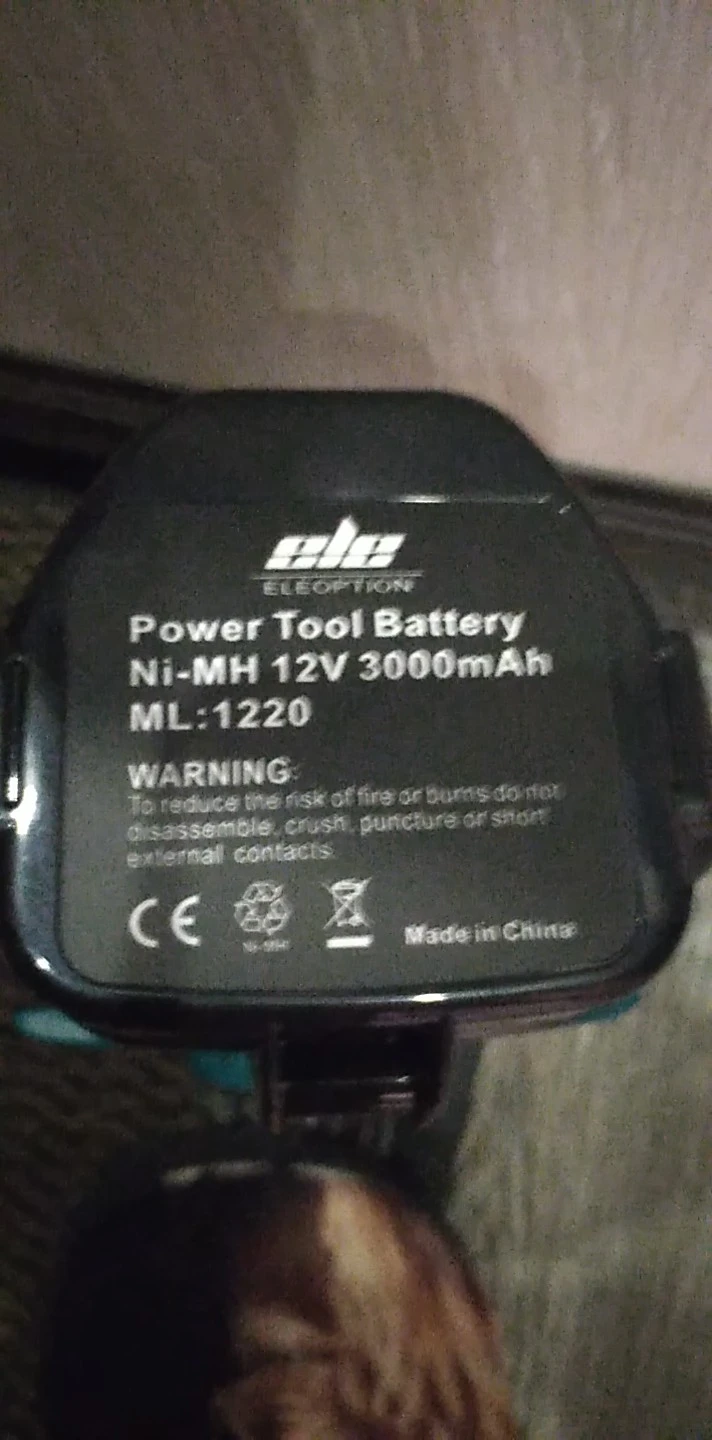 ele
ELEOPTION
Power Tool Battery
Ni-MH 12V 3000mAh
ML:1220
WARNING:
To reduce the risk of fire or burns do not
disassemble, crush, puncture or short
external contacts.
CE
Ni-MH
Made in China